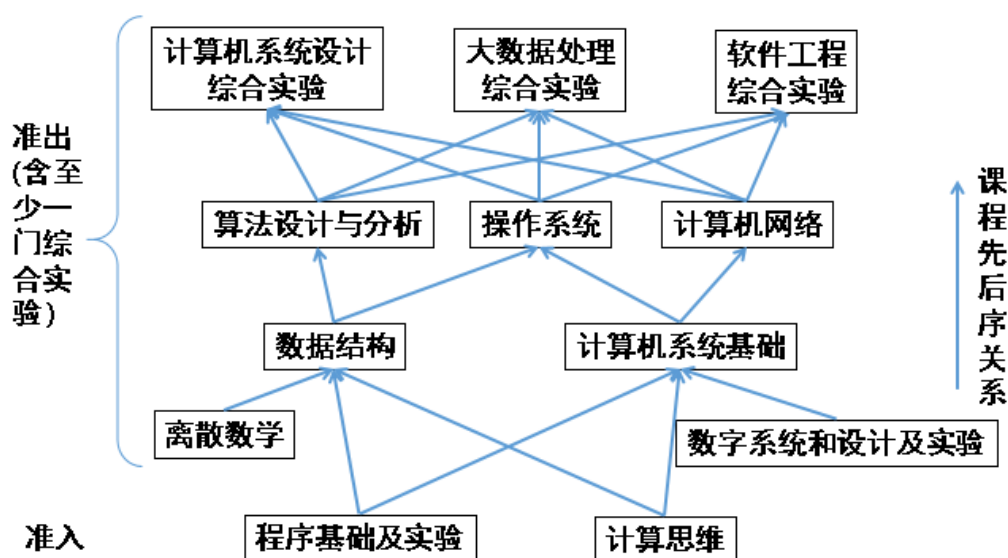 计算机系统设计
综合实验
大数据处理
综合实验
软件工程
综合实验
准出
(含至
少一
门综
合实
验)
算法设计与分析
操作系统
计算机网络
课
程
先
后
序
关
系
数据结构
计算机系统基础
离散数学
数字系统和设计及实验
准入
程序基础及实验
计算思维